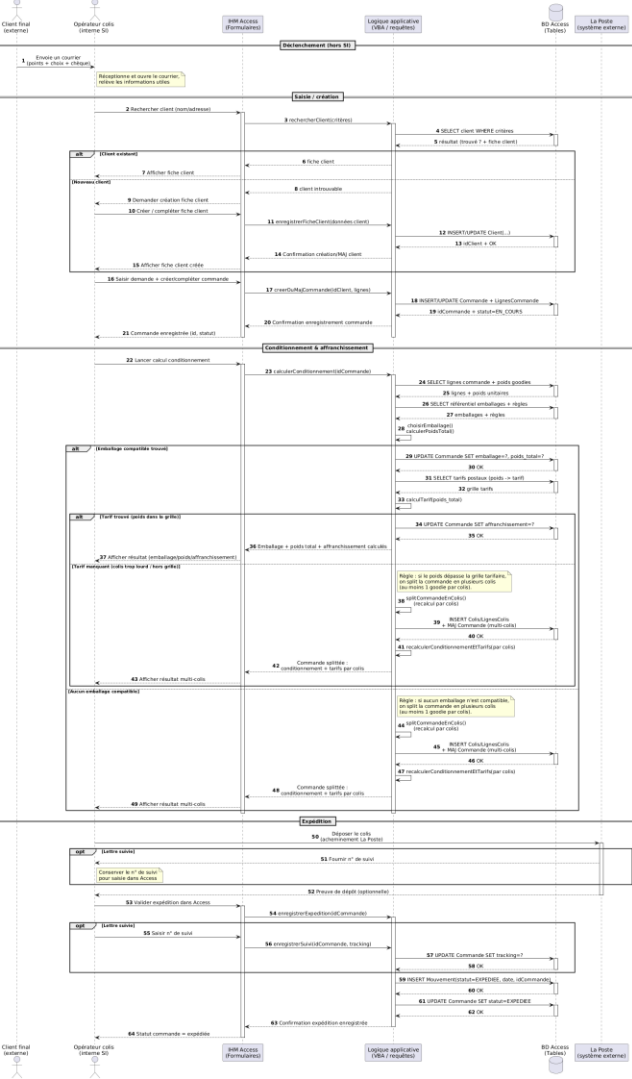 Client final
(externe)
Opérateur colis
(interne SI)
IHM Access
(Formulaires)
Logique applicative
(VBA / requêtes)
BD Access
(Tables)
La Poste
(système externe)
Déclenchement (hors SI)
1 Envoie un courrier
(points + choix + chèque)
Réceptionne et ouvre le courrier,
relève les informations utiles
Saisie / création
2 Rechercher client (nom/adresse)
3 rechercherClient(critères)
4 SELECT client WHERE critères
5 résultat (trouvé ? + fiche client)
alt
[Client existant]
6 fiche client
7 Afficher fiche client
[Nouveau client]
8 client introuvable
9 Demander création fiche client
10 Créer / compléter fiche client
11 enregistrerFicheClient(données client)
12 INSERT/UPDATE Client(...)
13 idClient + OK
14 Confirmation création/MAJ client
15 Afficher fiche client créée
16 Saisir demande + créer/compléter commande
17 creerOuMajCommande(idClient, lignes)
18 INSERT/UPDATE Commande + LignesCommande
19 idCommande + statut=EN_COURS
20 Confirmation enregistrement commande
21 Commande enregistrée (id, statut)
Conditionnement & affranchissement
22 Lancer calcul conditionnement
23 calculerConditionnement(idCommande)
24 SELECT lignes commande + poids goodies
25 lignes + poids unitaires
26 SELECT référentiel emballages + règles
27 emballages + règles
28 choisirEmballage()
calculerPoidsTotal()
alt
[Emballage compatible trouvé]
29 UPDATE Commande SET emballage=?, poids_total=?
30 OK
31 SELECT tarifs postaux (poids -> tarif)
32 grille tarifs
33 calculTarif(poids_total)
alt
[Tarif trouvé (poids dans la grille)]
34 UPDATE Commande SET affranchissement=?
35 OK
36 Emballage + poids total + affranchissement calculés
37 Afficher résultat (emballage/poids/affranchissement)
[Tarif manquant (colis trop lourd / hors grille)]
Règle : si le poids dépasse la grille tarifaire,
on split la commande en plusieurs colis
(au moins 1 goodie par colis).
38 splitCommandeEnColis()
(recalcul par colis)
39 INSERT Colis/LignesColis
+ MAJ Commande (multi-colis)
40 OK
41 recalculerConditionnementEtTarifs(par colis)
42 Commande splittée :
conditionnement + tarifs par colis
43 Afficher résultat multi-colis
[Aucun emballage compatible]
Règle : si aucun emballage n'est compatible,
on split la commande en plusieurs colis
(au moins 1 goodie par colis).
44 splitCommandeEnColis()
(recalcul par colis)
45 INSERT Colis/LignesColis
+ MAJ Commande (multi-colis)
46 OK
47 recalculerConditionnementEtTarifs(par colis)
48 Commande splittée :
conditionnement + tarifs par colis
49 Afficher résultat multi-colis
Expédition
50 Déposer le colis
(acheminement La Poste)
opt
[Lettre suivie]
51 Fournir n° de suivi
Conserver le n° de suivi
pour saisie dans Access
52 Preuve de dépôt (optionnelle)
53 Valider expédition dans Access
54 enregistrerExpedition(idCommande)
opt
[Lettre suivie]
55 Saisir n° de suivi
56 enregistrerSuivi(idCommande, tracking)
57 UPDATE Commande SET tracking=?
58 OK
59 INSERT Mouvement(statut=EXPEDIEE, date, idCommande)
60 OK
61 UPDATE Commande SET statut=EXPEDIEE
62 OK
63 Confirmation expédition enregistrée
64 Statut commande = expédiée
Client final
(externe)
Opérateur colis
(interne SI)
IHM Access
(Formulaires)
Logique applicative
(VBA / requêtes)
BD Access
(Tables)
La Poste
(système externe)